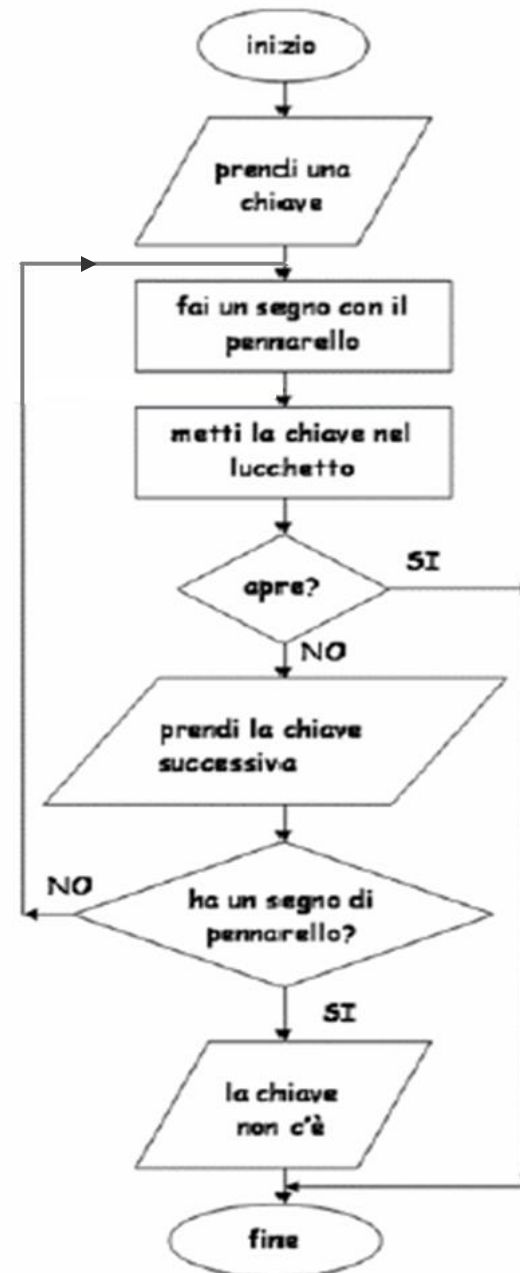 inizio
prendi una
chiave
fai un segno con il
pennarello
metti la chiave nel
lucchetto
apre?
SI
NO
prendi la chiave
successiva
NO
ha un segno di
pennarello?
SI
la chiave
non c'è
fine